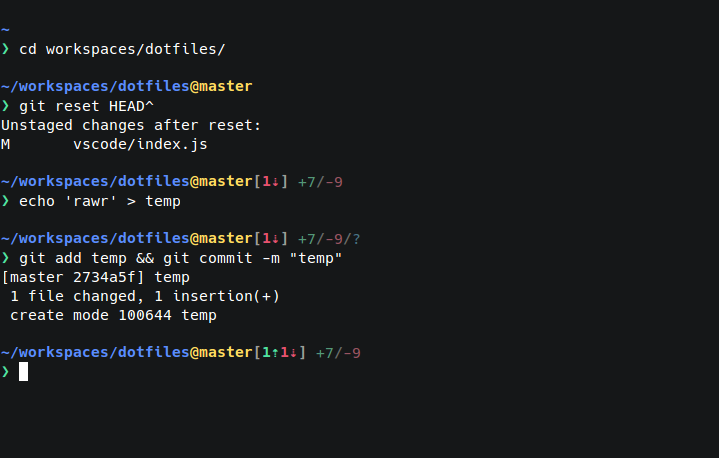 ~
❯ cd workspaces/dotfiles/
~/workspaces/dotfiles@master
❯ git reset HEAD^
Unstaged changes after reset:
M       vscode/index.js
~/workspaces/dotfiles@master[1⇣] +7/-9
❯ echo 'rawr' > temp
~/workspaces/dotfiles@master[1⇣] +7/-9/?
❯ git add temp && git commit -m "temp"
[master 2734a5f] temp
 1 file changed, 1 insertion(+)
 create mode 100644 temp
~/workspaces/dotfiles@master[1⇡1⇣] +7/-9
❯